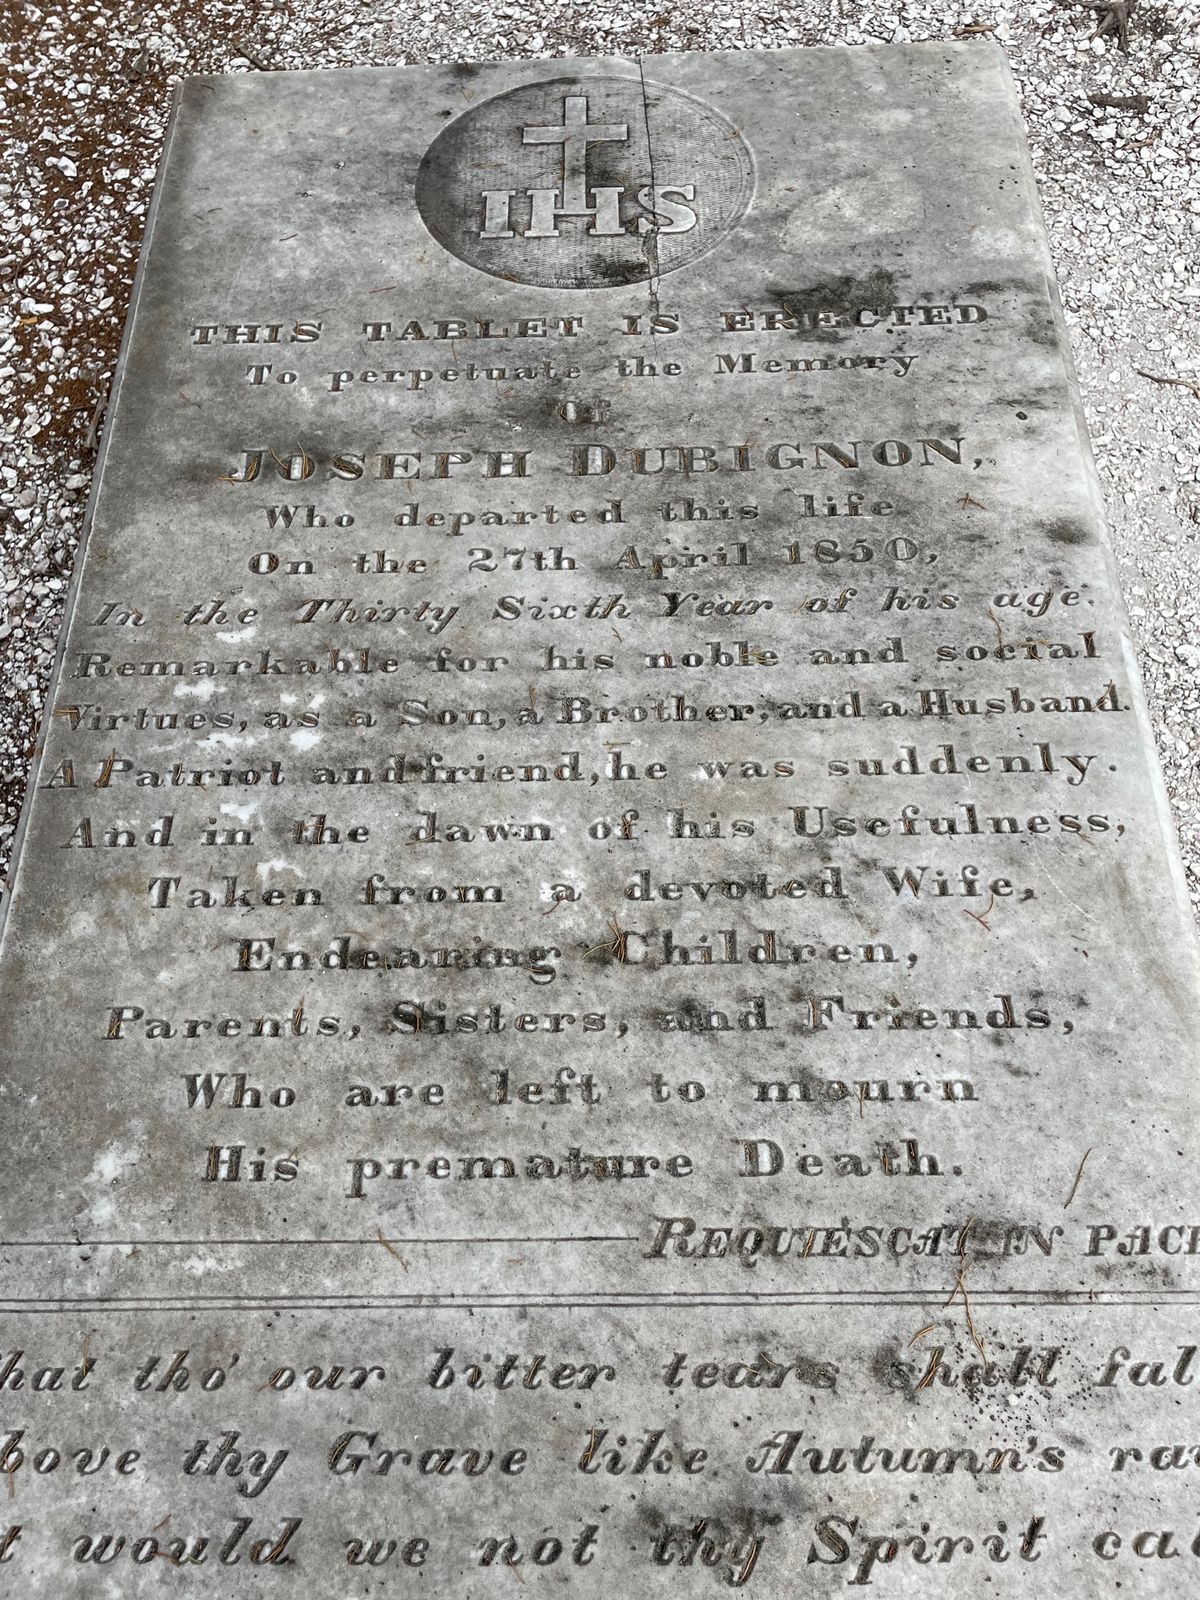 IHS
THIS TABLET IS ERECTED
To perpetuate the Memory
Of
JOSEPH DUBIGNON,
Who departed this life
On the 27th April 1850,
In the Thirty Sixth Year of his age.
Remarkable for his noble and social
Virtues, as a Son, a Brother, and a Husband.
A Patriot and friend, he was suddenly.
And in the dawn of his Usefulness,
Taken from a devoted Wife,
Endearing Children,
Parents, Sisters, and Friends,
Who are left to mourn
His premature Death.
REQUIESCAT IN
tho' our bitter tears shall
thy Grave like Autumn's
would we not thy Spirit